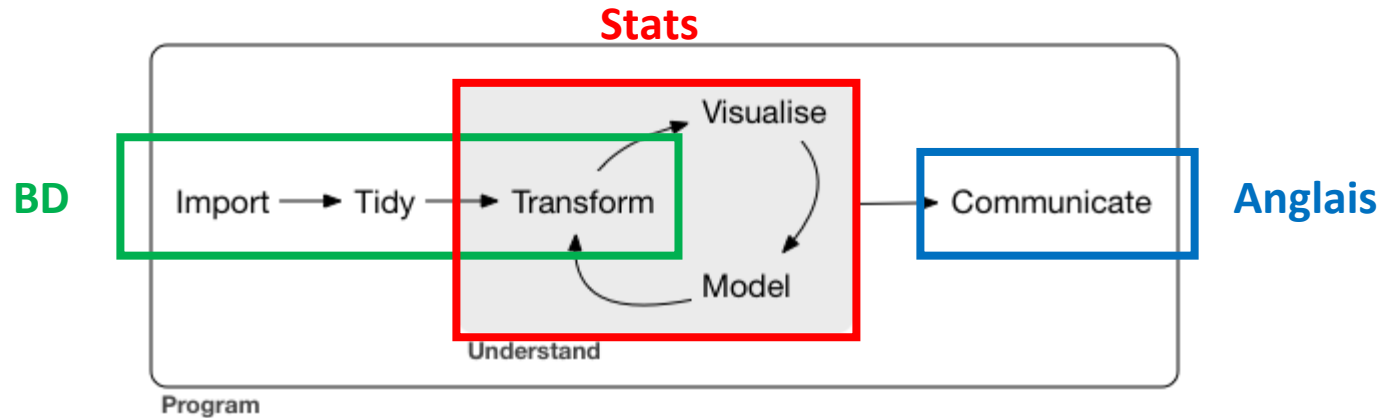 Stats
Visualise
BD
Import
Tidy
Transform
Communicate
Anglais
Model
Understand
Program